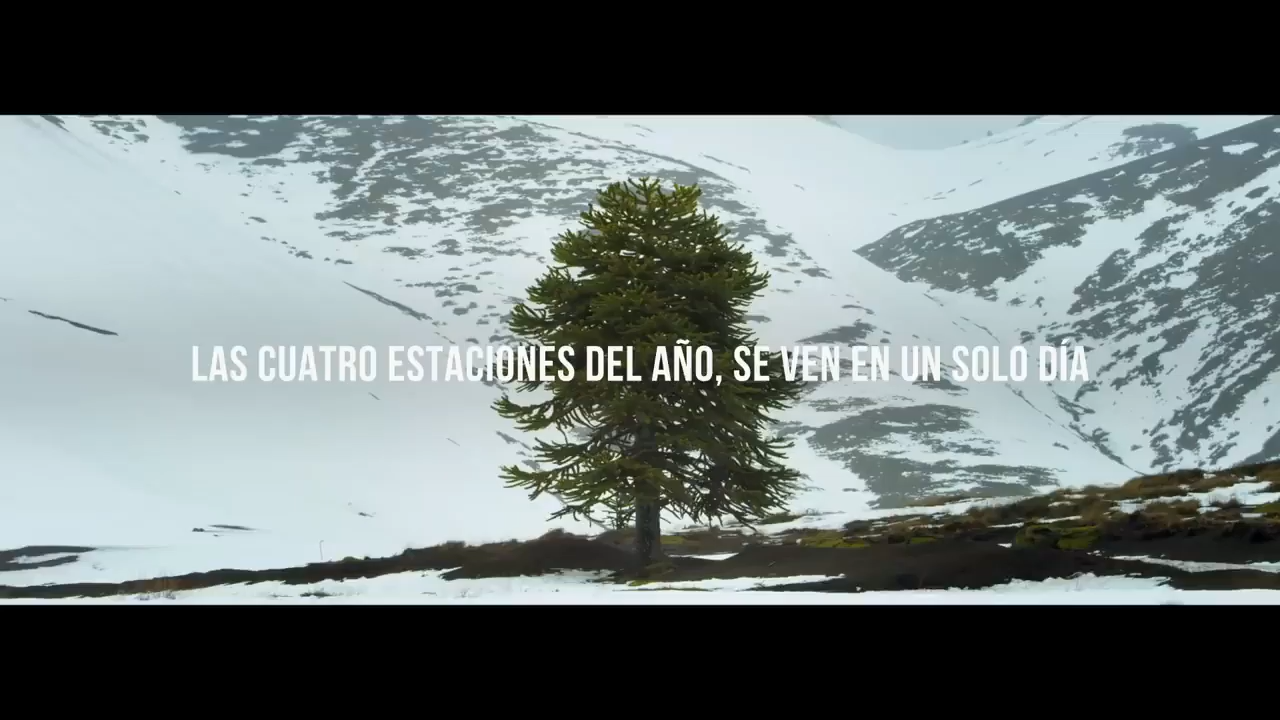 LAS CUATRO ESTACIONES DEL AÑO, SE VEN EN UN SOLO DÍA